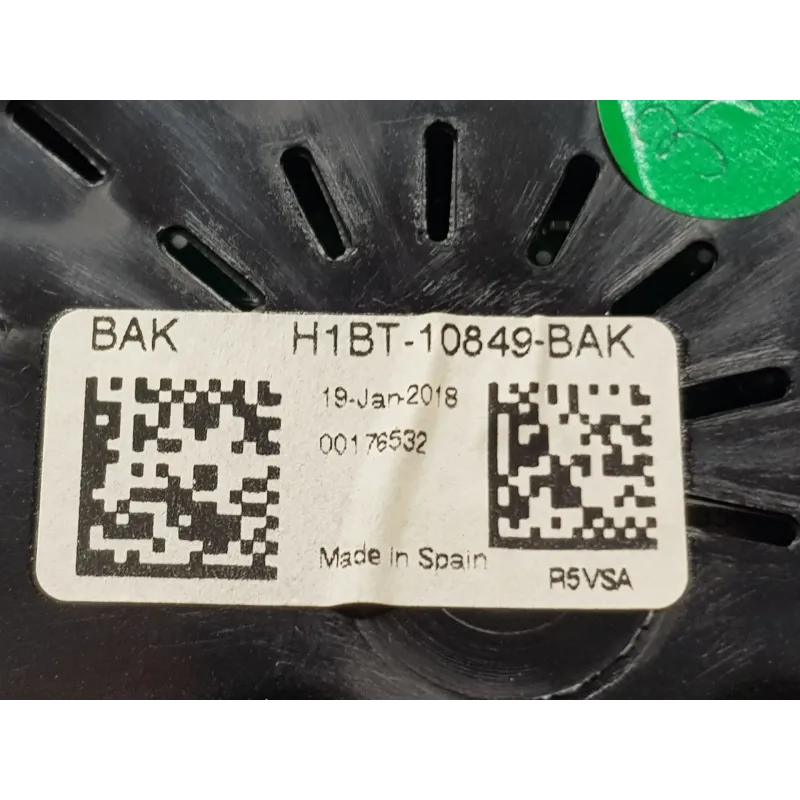 BAK H1BT-10849-BAK
19-Jan-2018
00176532
Made in Spain
R5VSA